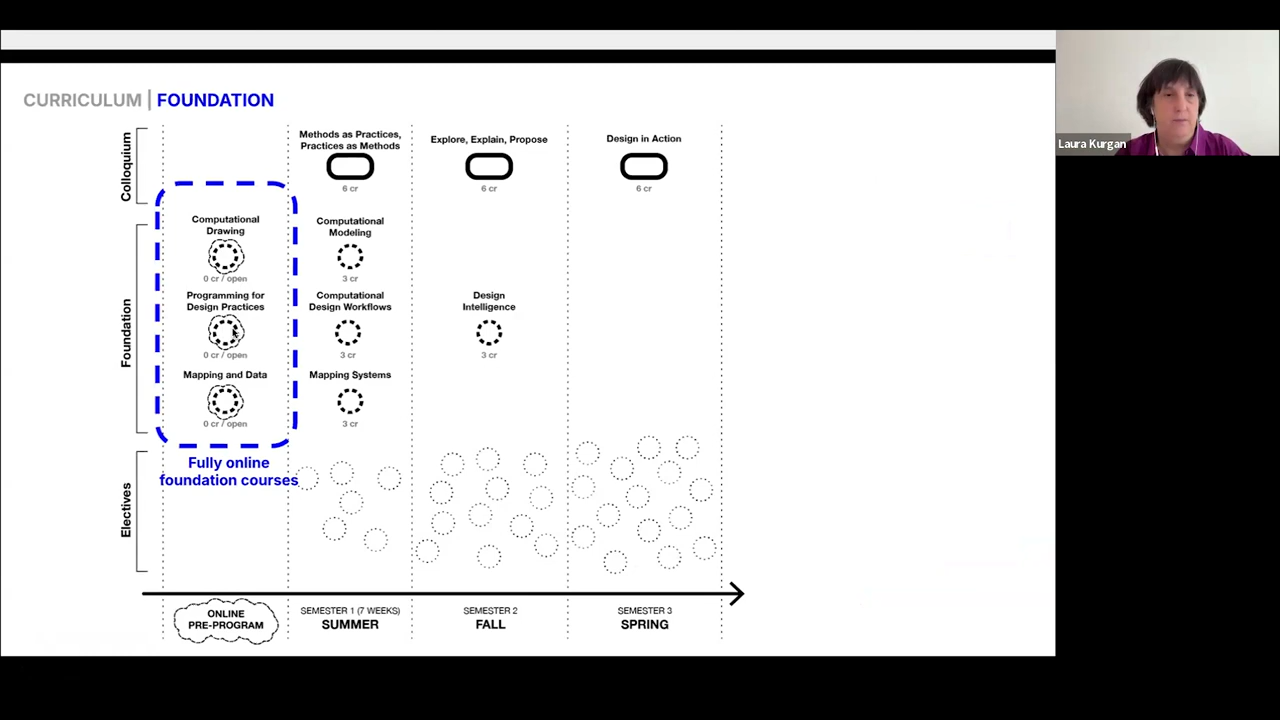 CURRICULUM | FOUNDATION
Laura Kurgan
Colloquium
Methods as Practices,
Practices as Methods
6 cr
Explore, Explain, Propose
6 cr
Design in Action
6 cr
Foundation
Computational
Drawing
0 cr / open
Computational
Modeling
3 cr
Programming for
Design Practices
0 cr / open
Computational
Design Workflows
3 cr
Design
Intelligence
3 cr
Mapping and Data
0 cr / open
Mapping Systems
3 cr
Fully online
foundation courses
Electives
ONLINE
PRE-PROGRAM
SEMESTER 1 (7 WEEKS)
SUMMER
SEMESTER 2
FALL
SEMESTER 3
SPRING